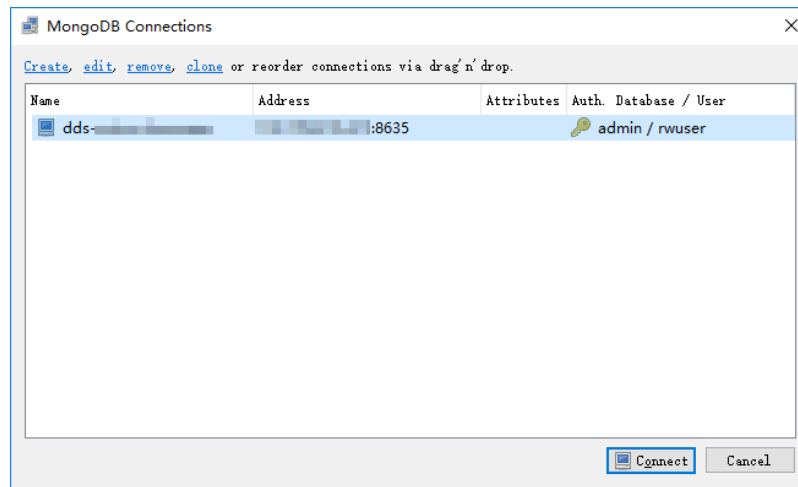 MongoDB Connections
Create, edit, remove, clone or reorder connections via drag'n'drop.
Name Address Attributes Auth. Database / User
dds- :8635 admin / rwuser
Connect Cancel